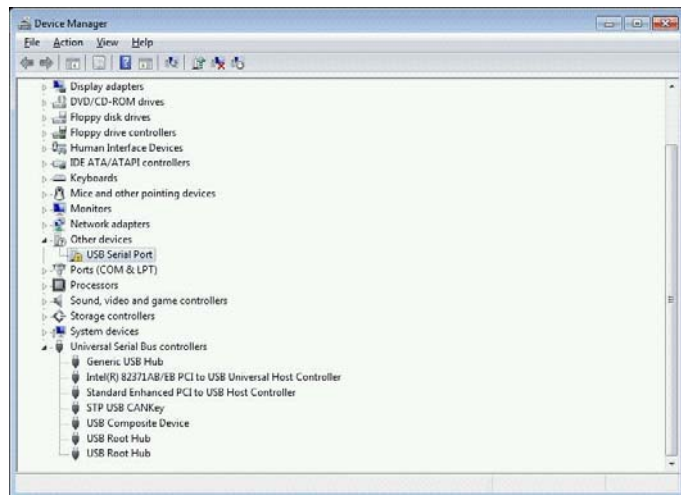 Device Manager
File Action View Help
Display adapters
DVD/CD-ROM drives
Floppy disk drives
Floppy drive controllers
Human Interface Devices
IDE ATA/ATAPI controllers
Keyboards
Mice and other pointing devices
Monitors
Network adapters
Other devices
USB Serial Port
Ports (COM & LPT)
Processors
Sound, video and game controllers
Storage controllers
System devices
Universal Serial Bus controllers
Generic USB Hub
Intel(R) 82371AB/EB PCI to USB Universal Host Controller
Standard Enhanced PCI to USB Host Controller
STP USB CANKey
USB Composite Device
USB Root Hub
USB Root Hub